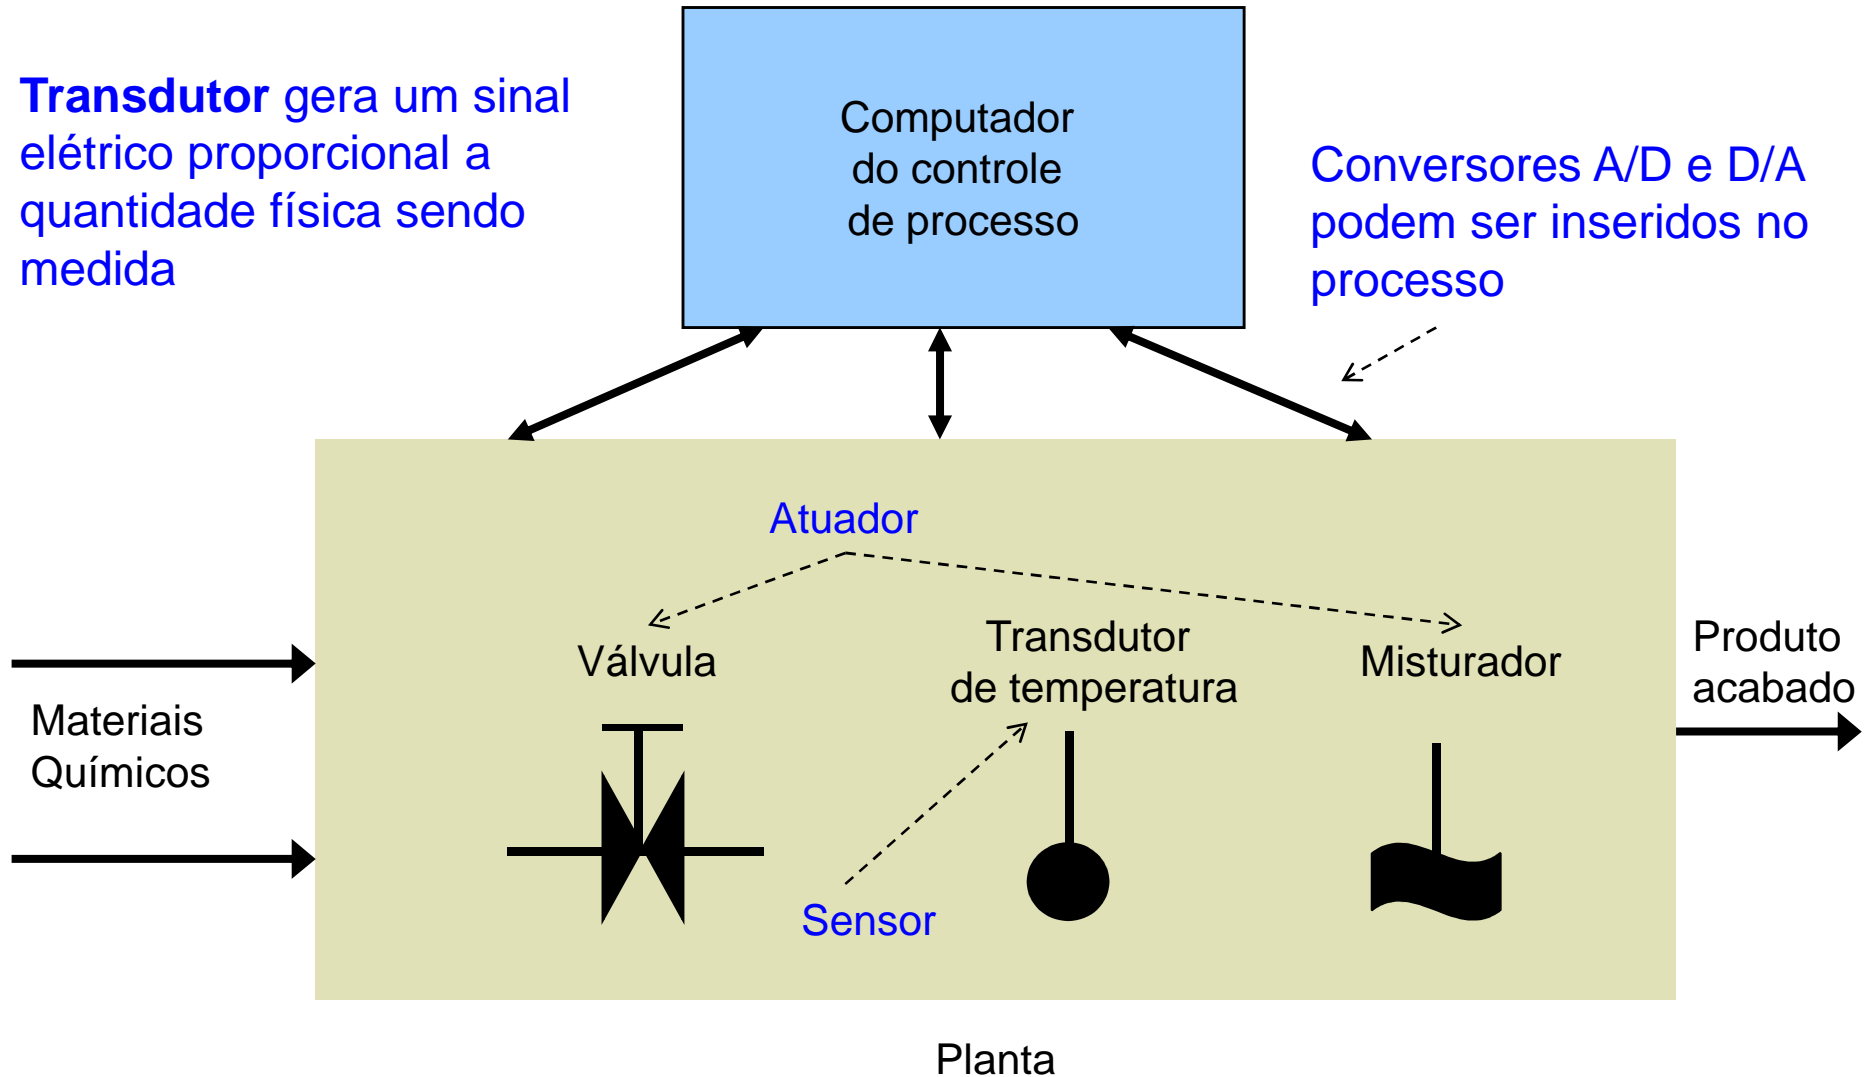 Transdutor gera um sinal
elétrico proporcional a
quantidade física sendo
medida
Computador
do controle
de processo
Conversores A/D e D/A
podem ser inseridos no
processo
Atuador
Válvula
Transdutor
de temperatura
Misturador
Materiais
Químicos
Produto
acabado
Sensor
Planta